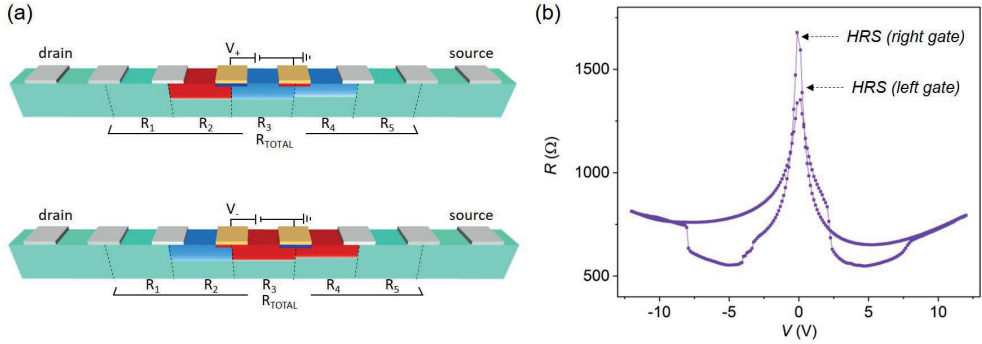 (a)
drain
V+
source
R1 R2 R3 R4 R5
RTOTAL
drain
V-
source
R1 R2 R3 R4 R5
RTOTAL
(b)
R (Ω)
1500
1000
500
HRS (right gate)
HRS (left gate)
-10 -5 0 5 10
V (V)